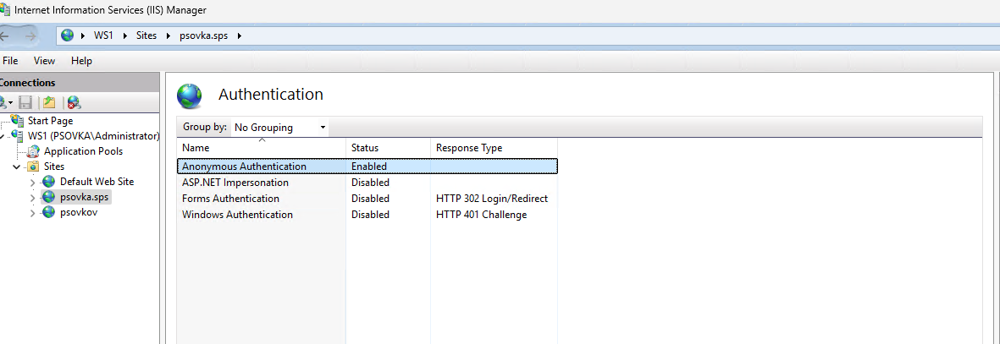 Internet Information Services (IIS) Manager
WS1 Sites psovka.sps
File View Help
Connections
Start Page
WS1 (PSOVKA\Administrator)
Application Pools
Sites
Default Web Site
psovka.sps
psovkov
Authentication
Group by: No Grouping
Name Status Response Type
Anonymous Authentication Enabled
ASP.NET Impersonation Disabled
Forms Authentication Disabled HTTP 302 Login/Redirect
Windows Authentication Disabled HTTP 401 Challenge